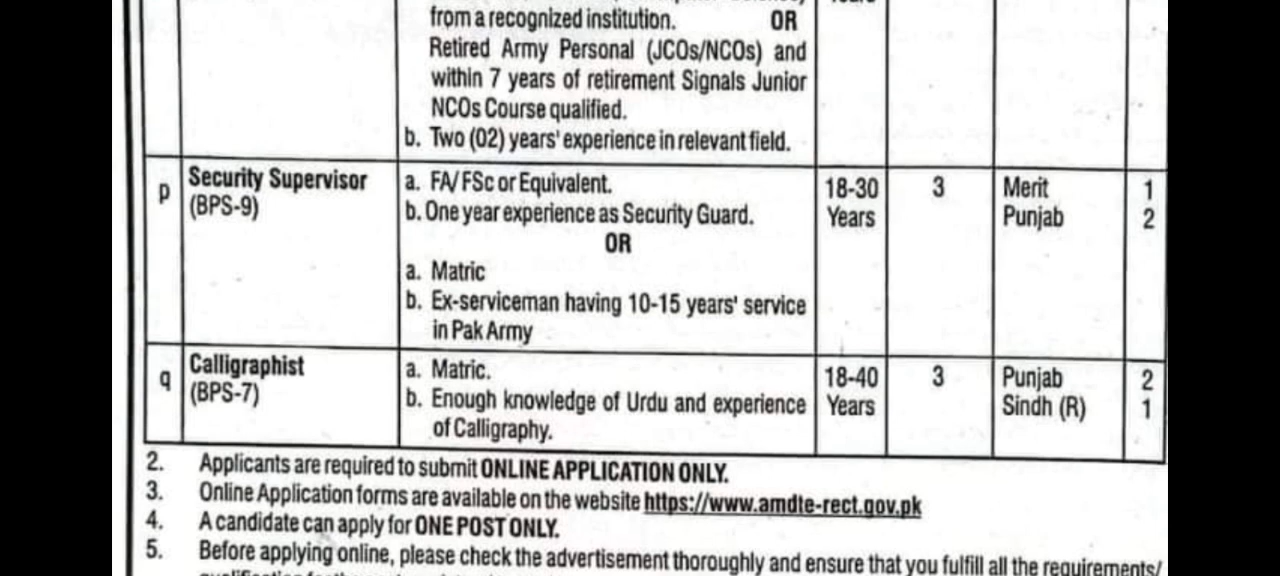 from a recognized institution. OR
Retired Army Personal (JCOs/NCOs) and
within 7 years of retirement Signals Junior
NCOs Course qualified.
b. Two (02) years' experience in relevant field.
p Security Supervisor (BPS-9)
a. FA/FSc or Equivalent.
b. One year experience as Security Guard.
OR
a. Matric
b. Ex-serviceman having 10-15 years' service
in Pak Army
18-30 Years
3
Merit 1
Punjab 2
q Calligraphist (BPS-7)
a. Matric.
b. Enough knowledge of Urdu and experience
of Calligraphy.
18-40 Years
3
Punjab 2
Sindh (R) 1
2. Applicants are required to submit ONLINE APPLICATION ONLY.
3. Online Application forms are available on the website https://www.amdte-rect.gov.pk
4. A candidate can apply for ONE POST ONLY.
5. Before applying online, please check the advertisement thoroughly and ensure that you fulfill all the requirements/